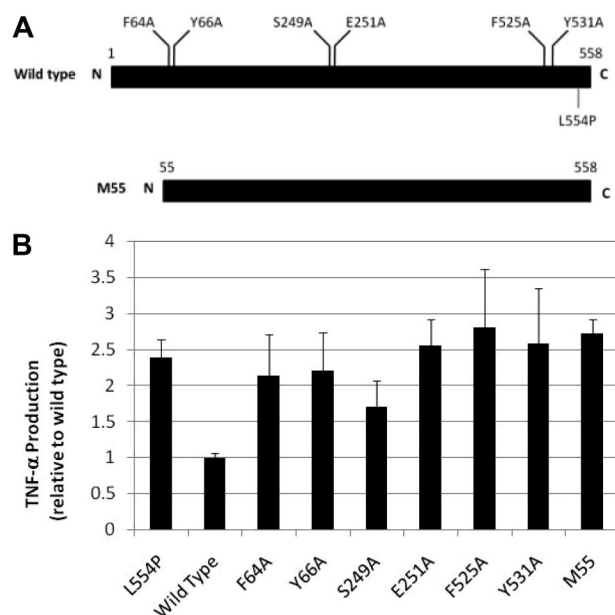 A
F64A Y66A S249A E251A F525A Y531A
1 558
Wild type N C
L554P
55 558
M55 N C
B
TNF-α Production
(relative to wild type)
4
3.5
3
2.5
2
1.5
1
0.5
0
L554P
Wild Type
F64A
Y66A
S249A
E251A
F525A
Y531A
M55